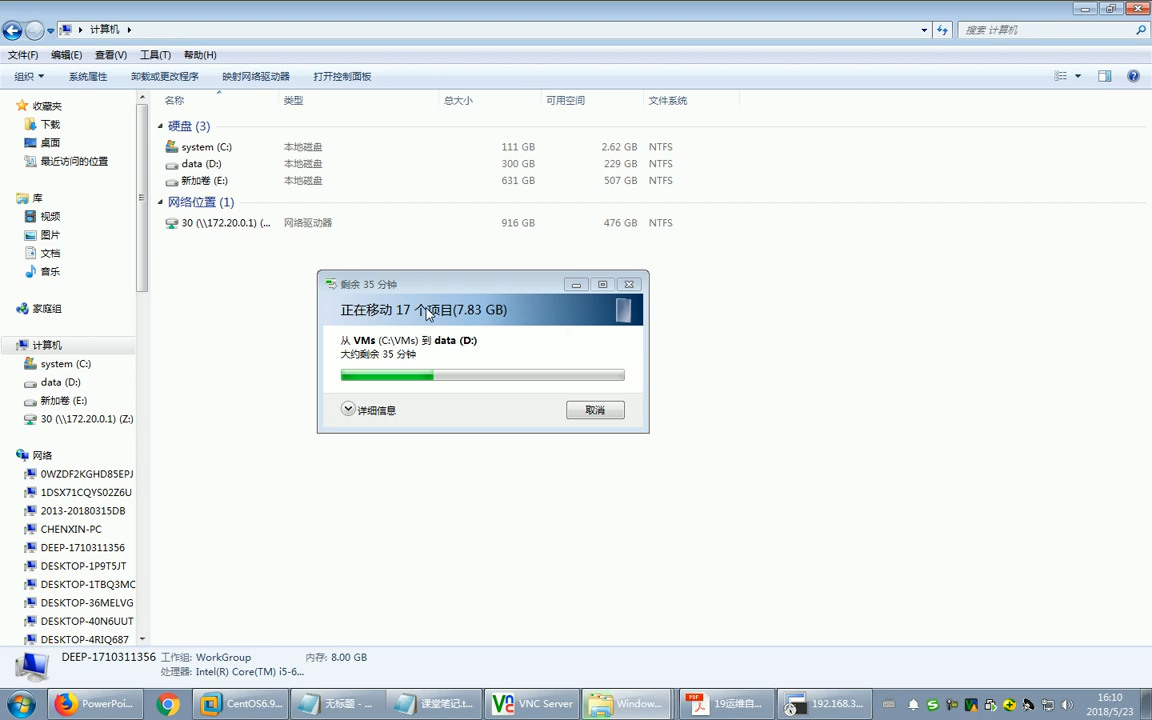 计算机
搜索 计算机
文件(F) 编辑(E) 查看(V) 工具(T) 帮助(H)
组织 系统属性 卸载或更改程序 映射网络驱动器 打开控制面板
收藏夹
下载
桌面
最近访问的位置
库
视频
图片
文档
音乐
家庭组
计算机
system (C:)
data (D:)
新加卷 (E:)
30 (\\172.20.0.1) (Z:)
网络
0WZDF2KGHD85EPJ
1DSX71CQYS02Z6U
2013-20180315DB
CHENXIN-PC
DEEP-1710311356
DESKTOP-1P9T5JT
DESKTOP-1TBQ3MC
DESKTOP-36MELVG
DESKTOP-40N6UUT
DESKTOP-4RIQ687
名称 类型 总大小 可用空间 文件系统
硬盘 (3)
system (C:) 本地磁盘 111 GB 2.62 GB NTFS
data (D:) 本地磁盘 300 GB 229 GB NTFS
新加卷 (E:) 本地磁盘 631 GB 507 GB NTFS
网络位置 (1)
30 (\\172.20.0.1) (... 网络驱动器 916 GB 476 GB NTFS
剩余 35 分钟
正在移动 17 个项目(7.83 GB)
从 VMs (C:\VMs) 到 data (D:)
大约剩余 35 分钟
详细信息
取消
DEEP-1710311356 工作组: WorkGroup 内存: 8.00 GB
处理器: Intel(R) Core(TM) i5-6...
PowerPoi...
CentOS6.9...
无标题 - ...
课堂笔记.t...
VNC Server
Window...
19运维自...
192.168.3...
16:10
2018/5/23